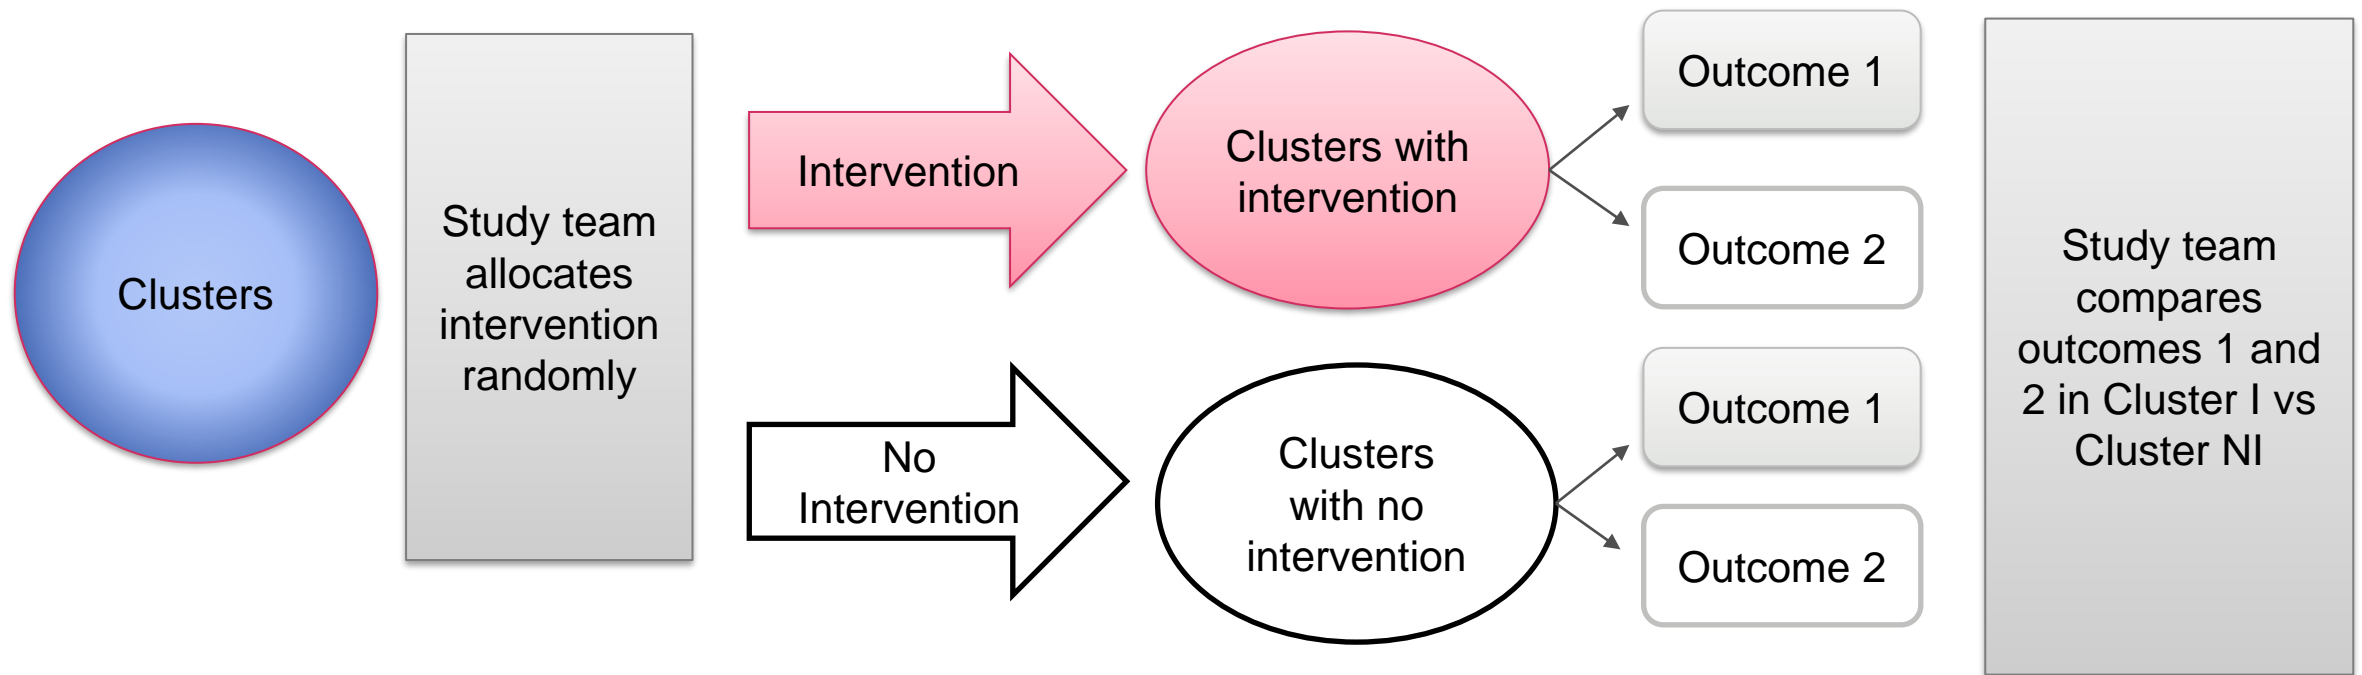 Clusters
Study team
allocates
intervention
randomly
Intervention
Clusters with
intervention
Outcome 1
Outcome 2
No
Intervention
Clusters
with no
intervention
Outcome 1
Outcome 2
Study team
compares
outcomes 1 and
2 in Cluster I vs
Cluster NI